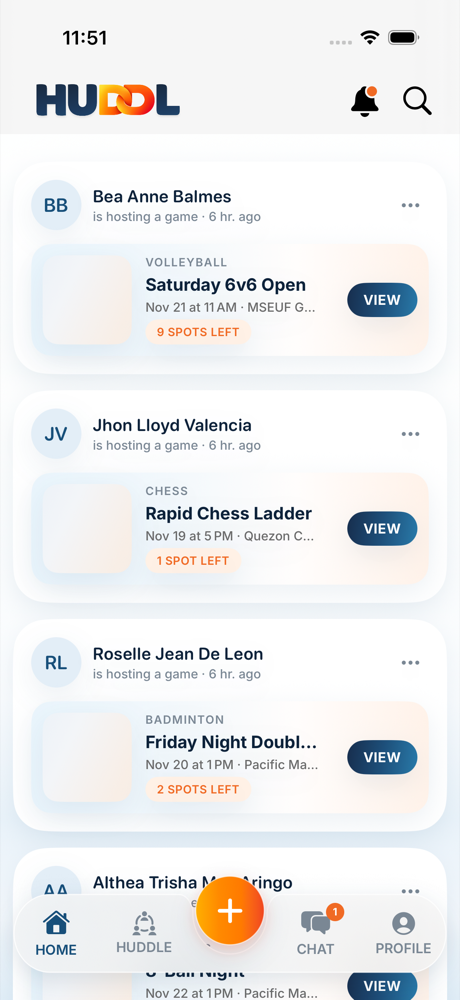 11:51
HUDDL
BB
Bea Anne Balmes
is hosting a game · 6 hr. ago
VOLLEYBALL
Saturday 6v6 Open
Nov 21 at 11 AM · MSEUF G...
9 SPOTS LEFT
VIEW
JV
Jhon Lloyd Valencia
is hosting a game · 6 hr. ago
CHESS
Rapid Chess Ladder
Nov 19 at 5 PM · Quezon C...
1 SPOT LEFT
VIEW
RL
Roselle Jean De Leon
is hosting a game · 6 hr. ago
BADMINTON
Friday Night Doubl...
Nov 20 at 1 PM · Pacific Ma...
2 SPOTS LEFT
VIEW
AA
Althea Trisha Aringo
HOME
HUDDLE
1
CHAT
PROFILE
8-Ball Night
Nov 22 at 1 PM · Pacific Ma...
VIEW